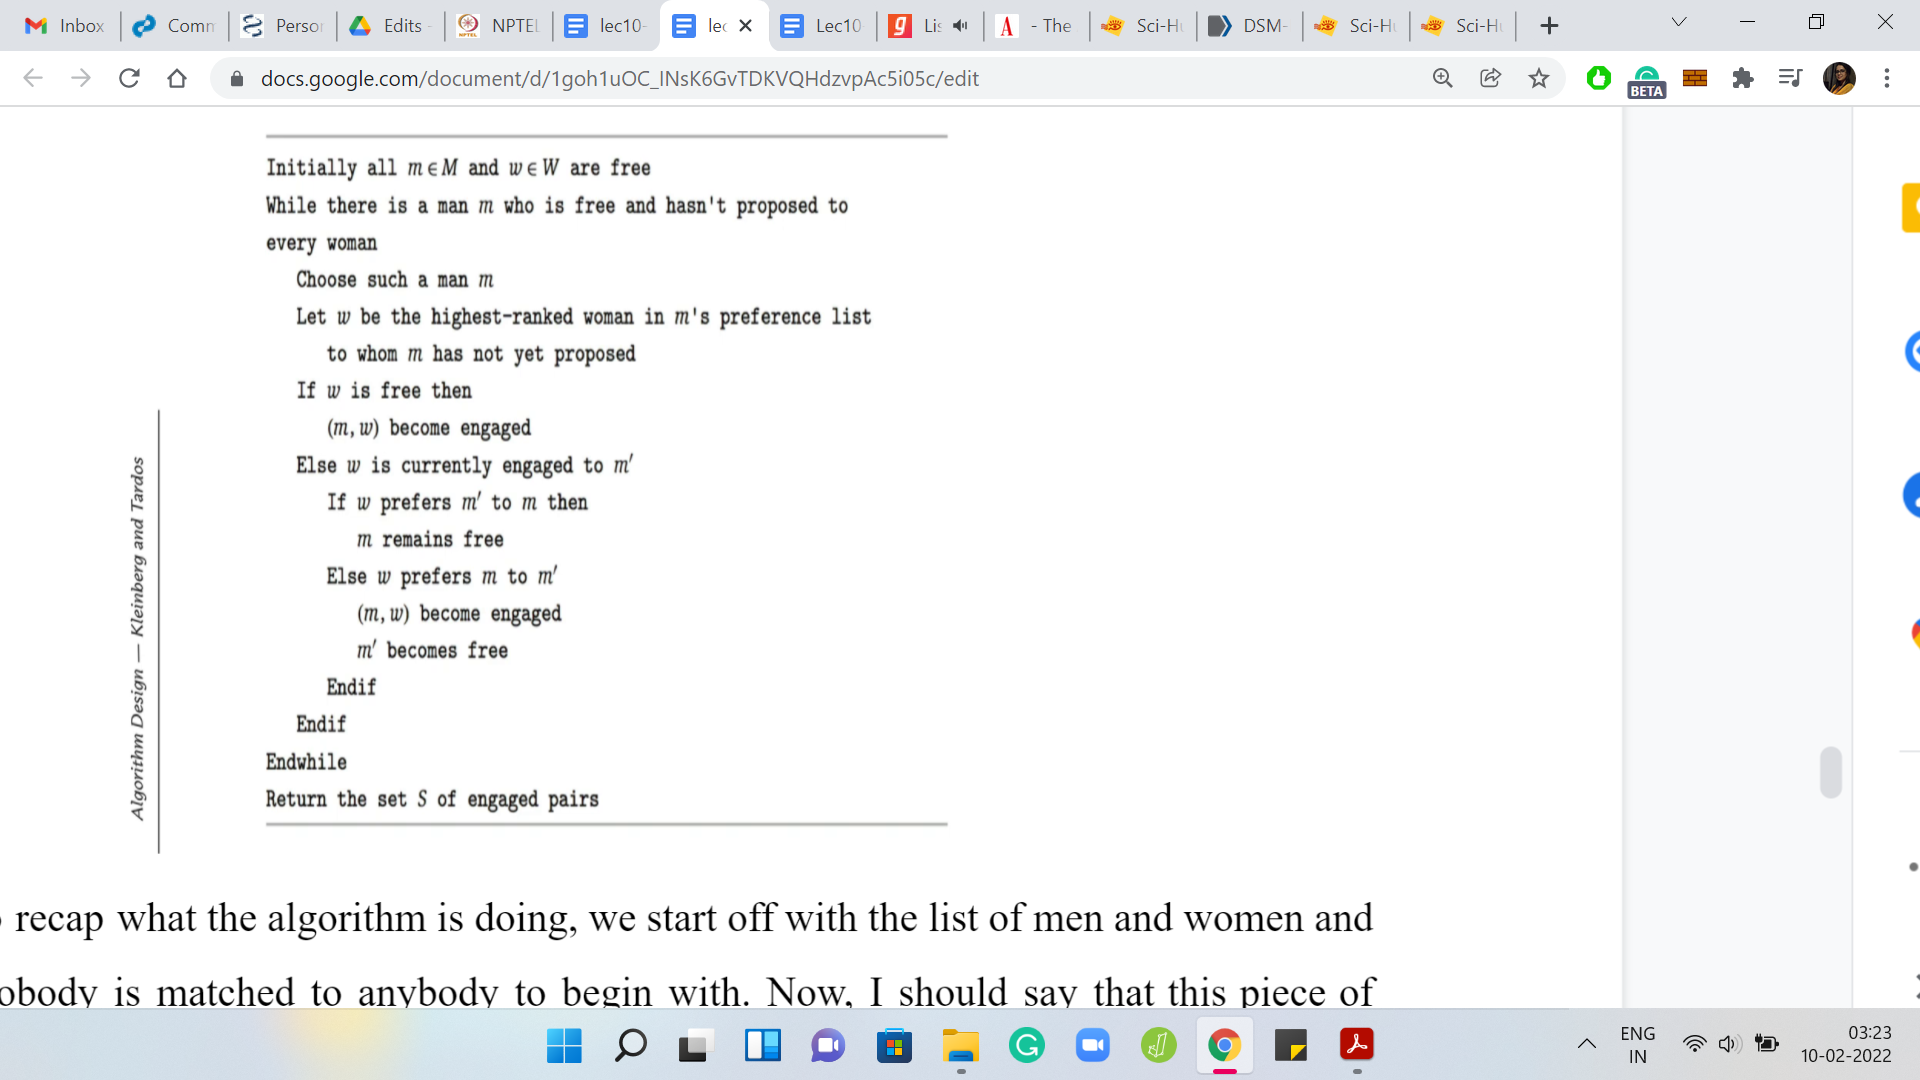 Inbox
Comm
Perso
Edits -
NPTEL
lec10-
lec
Lec10
Lis
- The
Sci-Hu
DSM-
Sci-Hu
Sci-Hu
docs.google.com/document/d/1goh1uOC_lNsK6GvTDKVQHdzvpAc5i05c/edit
BETA
Initially all m ∈ M and w ∈ W are free
While there is a man m who is free and hasn't proposed to
every woman
Choose such a man m
Let w be the highest-ranked woman in m's preference list
to whom m has not yet proposed
If w is free then
(m, w) become engaged
Else w is currently engaged to m′
If w prefers m′ to m then
m remains free
Else w prefers m to m′
(m, w) become engaged
m′ becomes free
Endif
Endif
Endwhile
Return the set S of engaged pairs
Algorithm Design — Kleinberg and Tardos
recap what the algorithm is doing, we start off with the list of men and women and
obody is matched to anybody to begin with. Now, I should say that this piece of
ENG
IN
03:23
10-02-2022